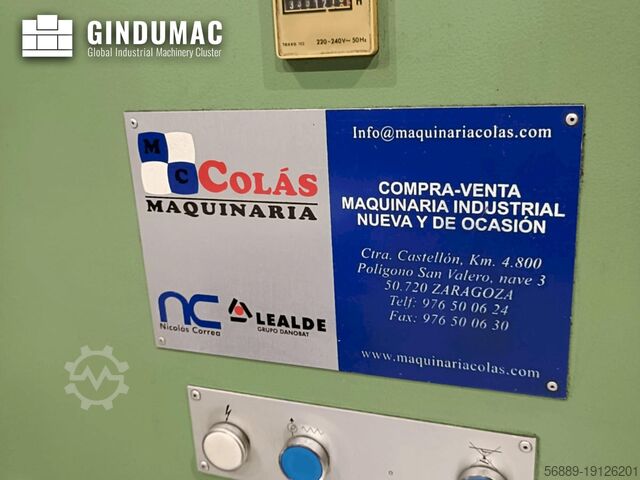 GINDUMAC
Global Industrial Machinery Cluster
H
220-240V~ 50Hz
M
C
COLÁS
MAQUINARIA
nc
Nicolás Correa
LEALDE
GRUPO DANOBAT
Info@maquinariacolas.com
COMPRA-VENTA
MAQUINARIA INDUSTRIAL
NUEVA Y DE OCASIÓN
Ctra. Castellón, Km. 4.800
Polígono San Valero, nave 3
50.720 ZARAGOZA
Telf: 976 50 06 24
Fax: 976 50 06 30
www.maquinariacolas.com
56889-19126201